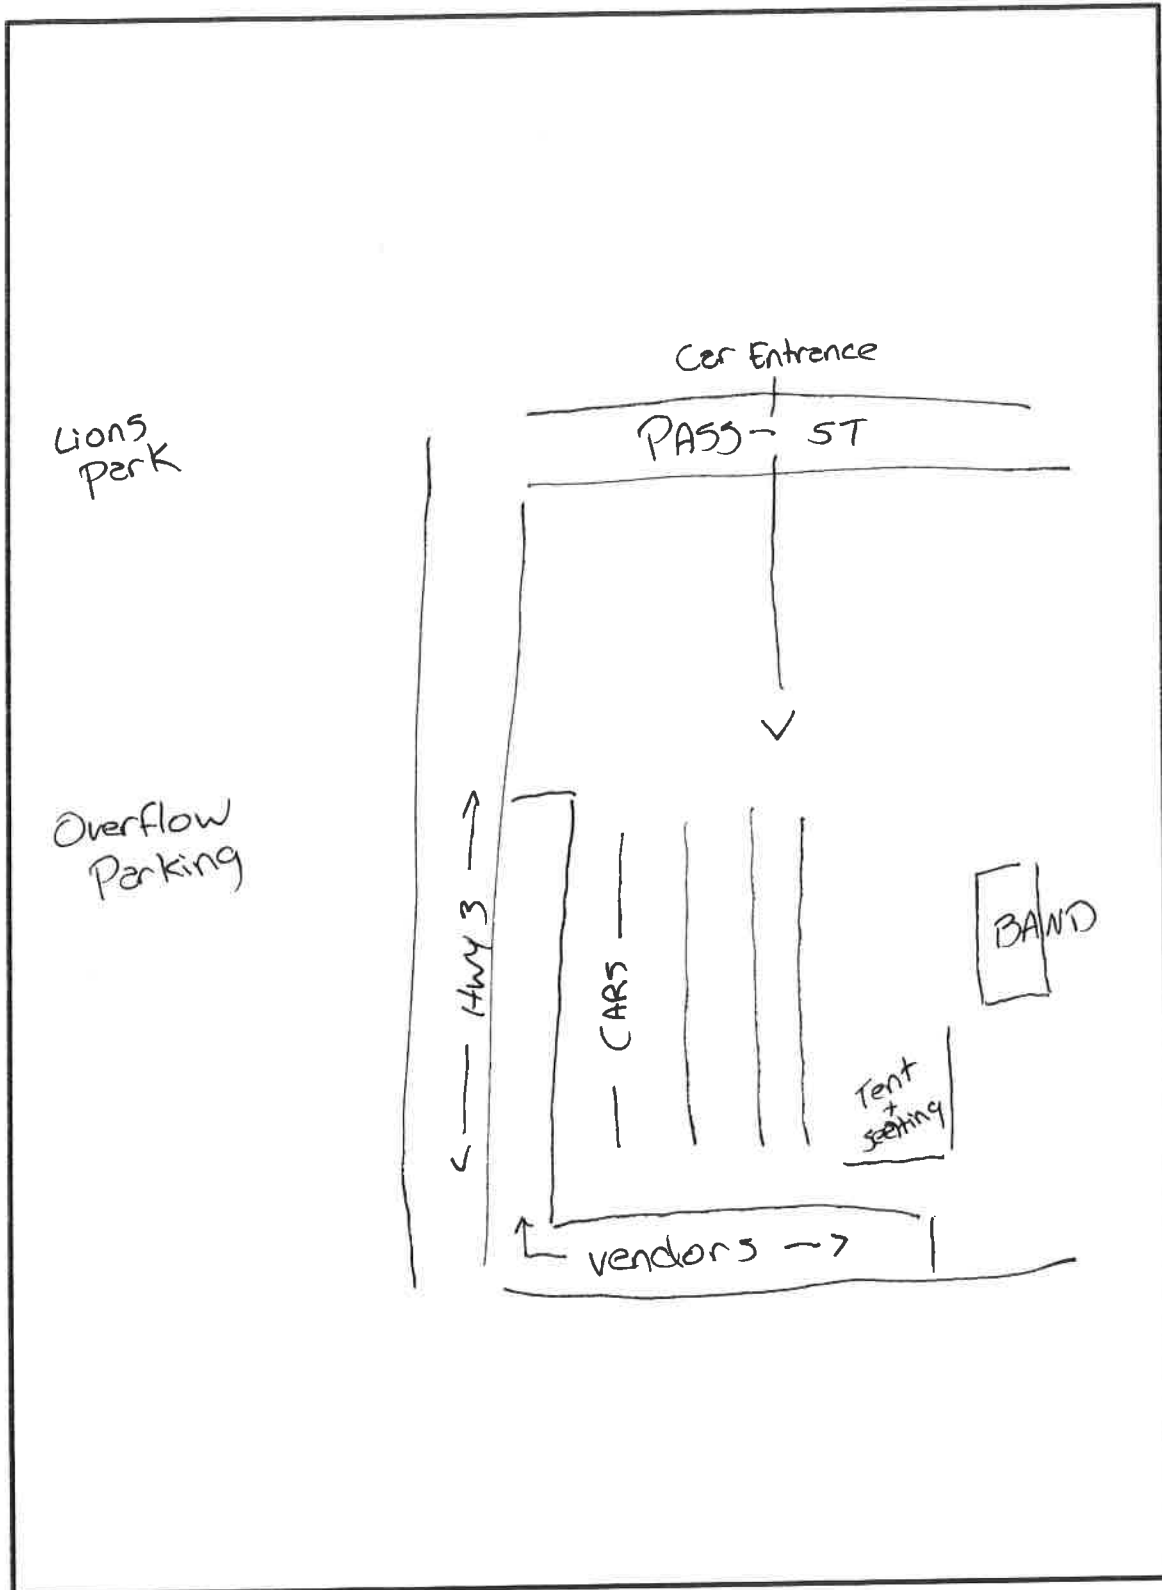 Car Entrance
PASS- ST
Lions
Park
Overflow
Parking
Hwy 3
CARS
BAND
Tent
+
seating
vendors -->